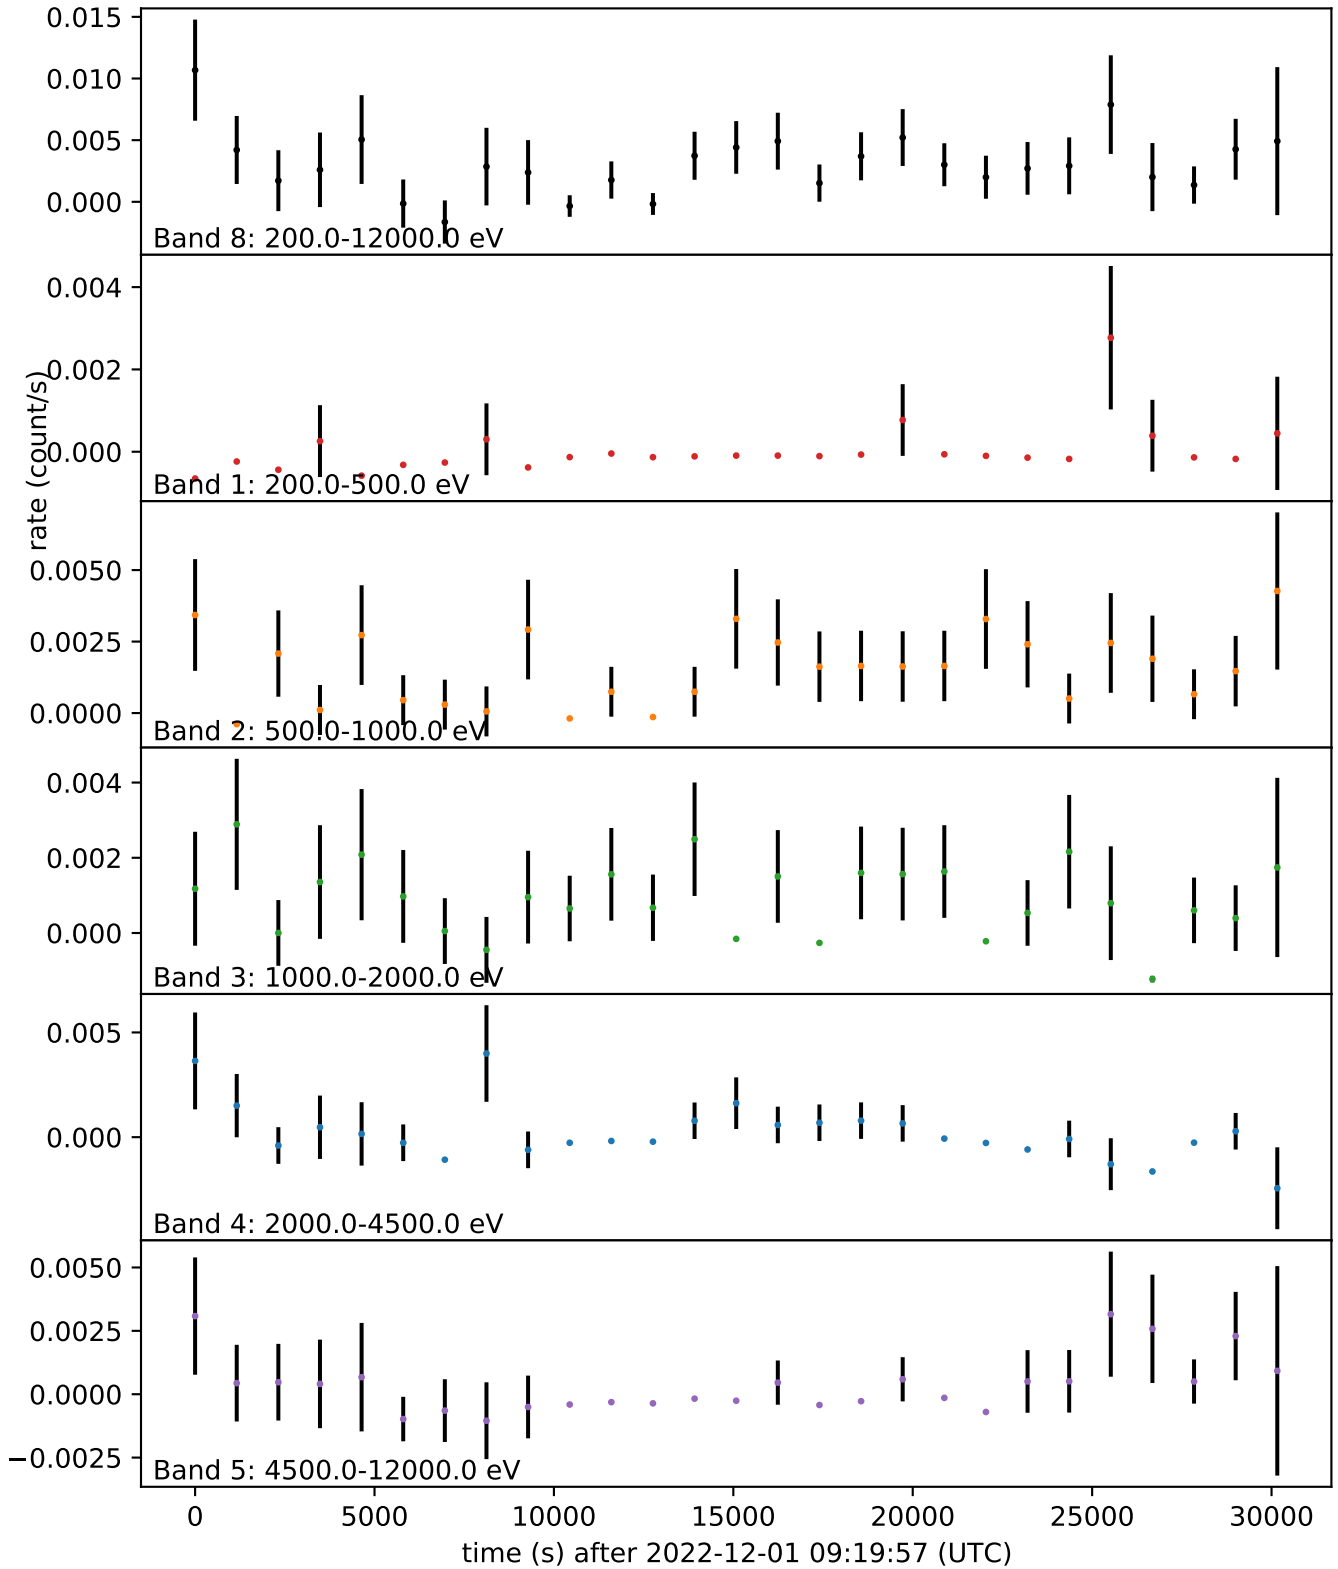 0.015
0.010
0.005
0.000
Band 8: 200.0-12000.0 eV
0.004
0.002
0.000
Band 1: 200.0-500.0 eV
rate (count/s)
0.0050
0.0025
0.0000
Band 2: 500.0-1000.0 eV
0.004
0.002
0.000
Band 3: 1000.0-2000.0 eV
0.005
0.000
Band 4: 2000.0-4500.0 eV
0.0050
0.0025
0.0000
−0.0025
Band 5: 4500.0-12000.0 eV
0 5000 10000 15000 20000 25000 30000
time (s) after 2022-12-01 09:19:57 (UTC)